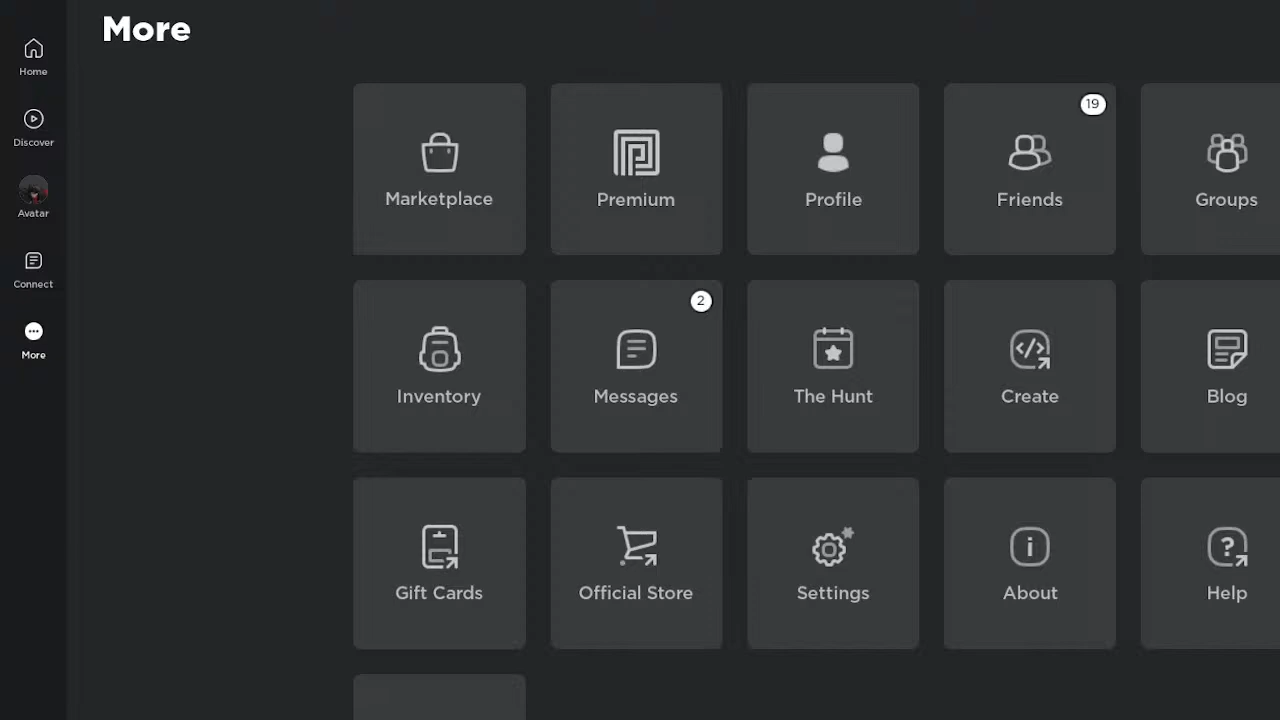 More
Home
Discover
Avatar
Connect
More
19
Marketplace
Premium
Profile
Friends
Groups
2
Inventory
Messages
The Hunt
Create
Blog
Gift Cards
Official Store
Settings
About
Help